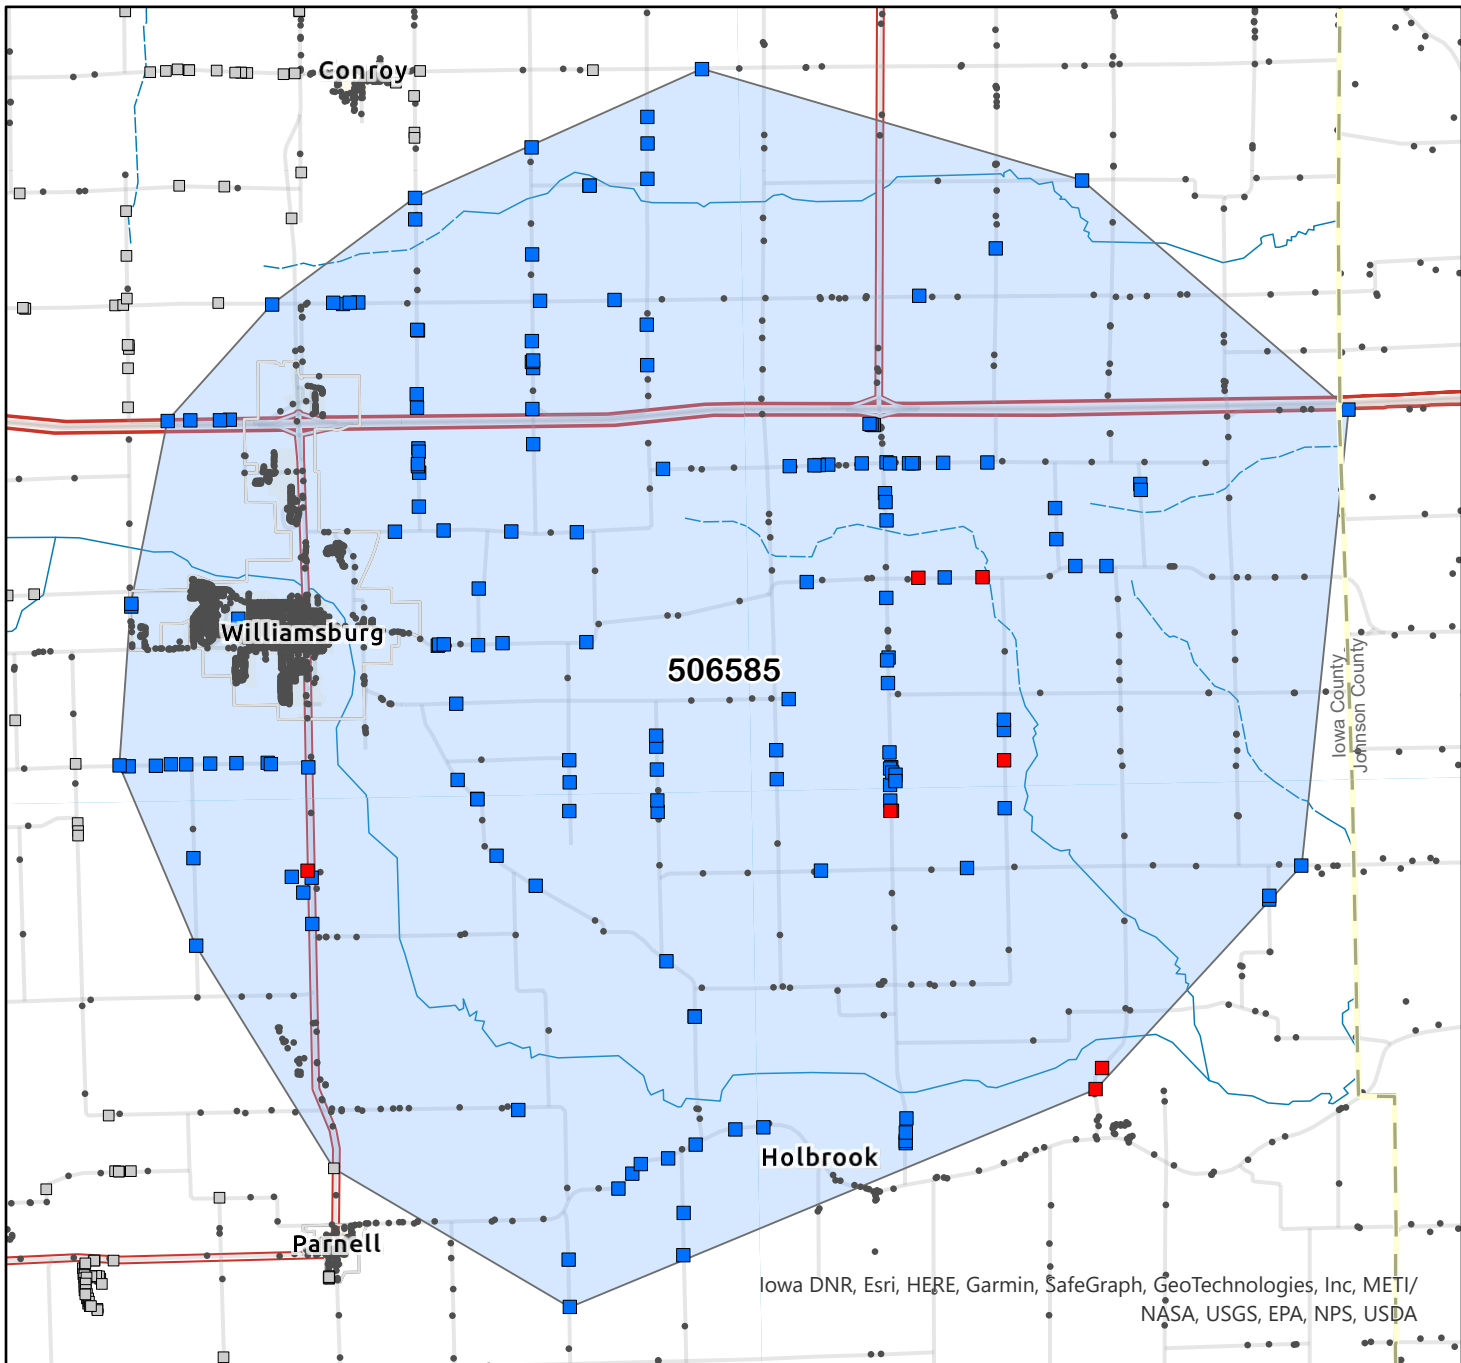 Conroy
Williamsburg
506585
Iowa County
Johnson County
Holbrook
Parnell
Iowa DNR, Esri, HERE, Garmin, SafeGraph, GeoTechnologies, Inc, METI/
NASA, USGS, EPA, NPS, USDA